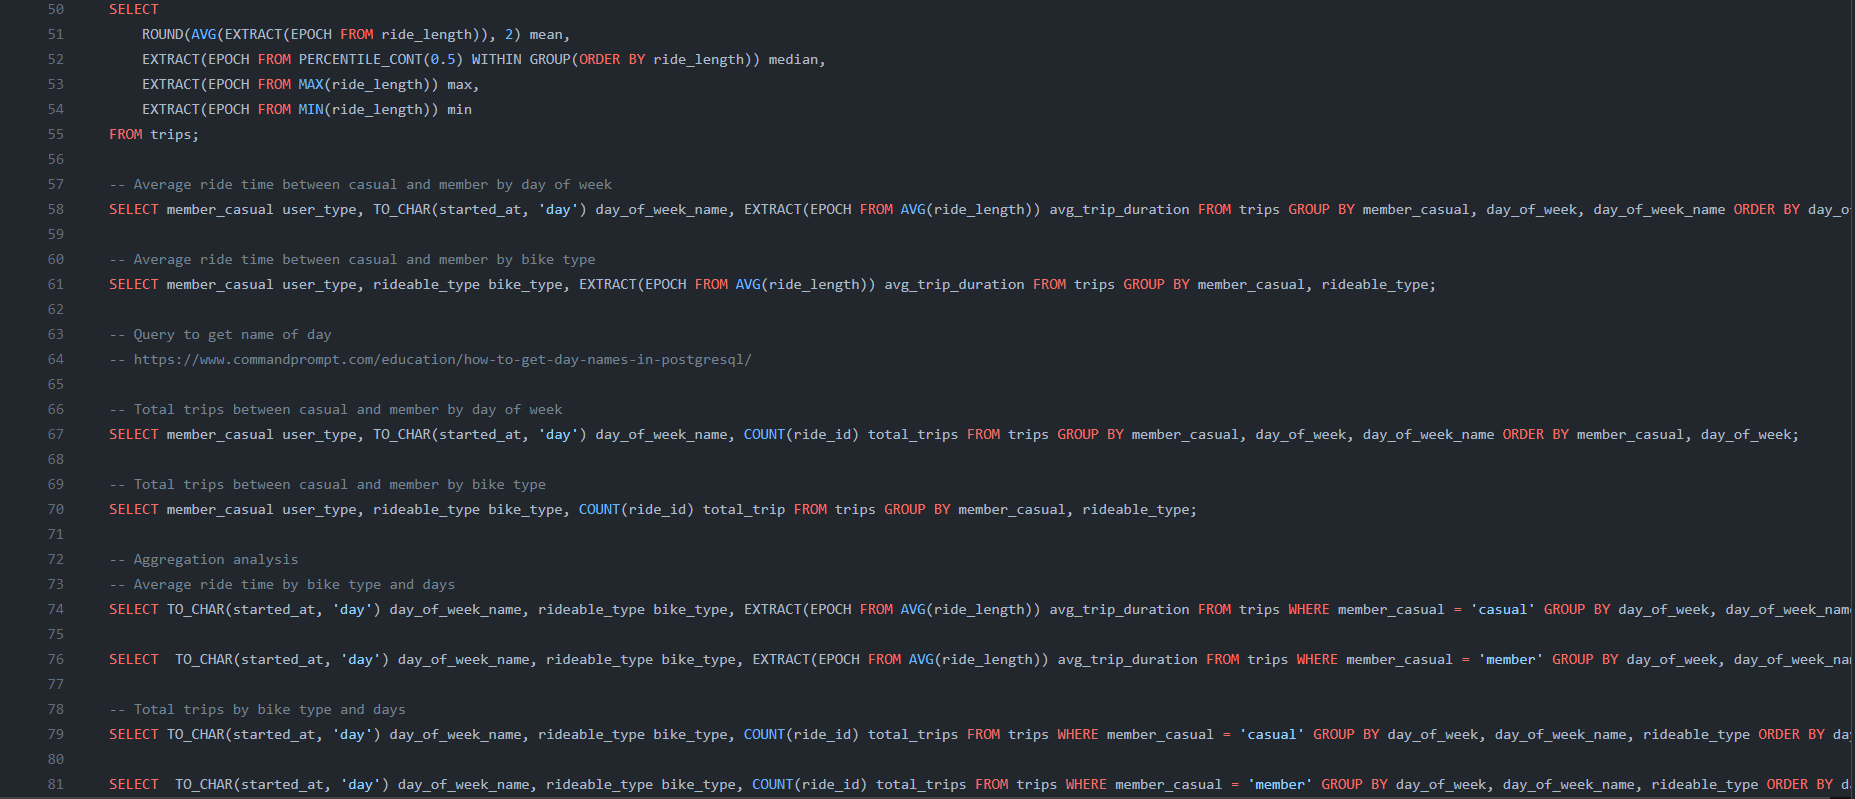 50 SELECT
51 ROUND(AVG(EXTRACT(EPOCH FROM ride_length)), 2) mean,
52 EXTRACT(EPOCH FROM PERCENTILE_CONT(0.5) WITHIN GROUP(ORDER BY ride_length)) median,
53 EXTRACT(EPOCH FROM MAX(ride_length)) max,
54 EXTRACT(EPOCH FROM MIN(ride_length)) min
55 FROM trips;
56
57 -- Average ride time between casual and member by day of week
58 SELECT member_casual user_type, TO_CHAR(started_at, 'day') day_of_week_name, EXTRACT(EPOCH FROM AVG(ride_length)) avg_trip_duration FROM trips GROUP BY member_casual, day_of_week, day_of_week_name ORDER BY day_o
59
60 -- Average ride time between casual and member by bike type
61 SELECT member_casual user_type, rideable_type bike_type, EXTRACT(EPOCH FROM AVG(ride_length)) avg_trip_duration FROM trips GROUP BY member_casual, rideable_type;
62
63 -- Query to get name of day
64 -- https://www.commandprompt.com/education/how-to-get-day-names-in-postgresql/
65
66 -- Total trips between casual and member by day of week
67 SELECT member_casual user_type, TO_CHAR(started_at, 'day') day_of_week_name, COUNT(ride_id) total_trips FROM trips GROUP BY member_casual, day_of_week, day_of_week_name ORDER BY member_casual, day_of_week;
68
69 -- Total trips between casual and member by bike type
70 SELECT member_casual user_type, rideable_type bike_type, COUNT(ride_id) total_trip FROM trips GROUP BY member_casual, rideable_type;
71
72 -- Aggregation analysis
73 -- Average ride time by bike type and days
74 SELECT TO_CHAR(started_at, 'day') day_of_week_name, rideable_type bike_type, EXTRACT(EPOCH FROM AVG(ride_length)) avg_trip_duration FROM trips WHERE member_casual = 'casual' GROUP BY day_of_week, day_of_week_nam
75
76 SELECT  TO_CHAR(started_at, 'day') day_of_week_name, rideable_type bike_type, EXTRACT(EPOCH FROM AVG(ride_length)) avg_trip_duration FROM trips WHERE member_casual = 'member' GROUP BY day_of_week, day_of_week_na
77
78 -- Total trips by bike type and days
79 SELECT TO_CHAR(started_at, 'day') day_of_week_name, rideable_type bike_type, COUNT(ride_id) total_trips FROM trips WHERE member_casual = 'casual' GROUP BY day_of_week, day_of_week_name, rideable_type ORDER BY da
80
81 SELECT  TO_CHAR(started_at, 'day') day_of_week_name, rideable_type bike_type, COUNT(ride_id) total_trips FROM trips WHERE member_casual = 'member' GROUP BY day_of_week, day_of_week_name, rideable_type ORDER BY d